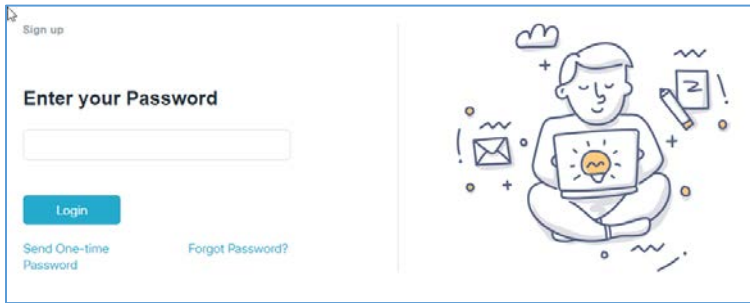 Sign up
Enter your Password
Login
Send One-time
Password
Forgot Password?